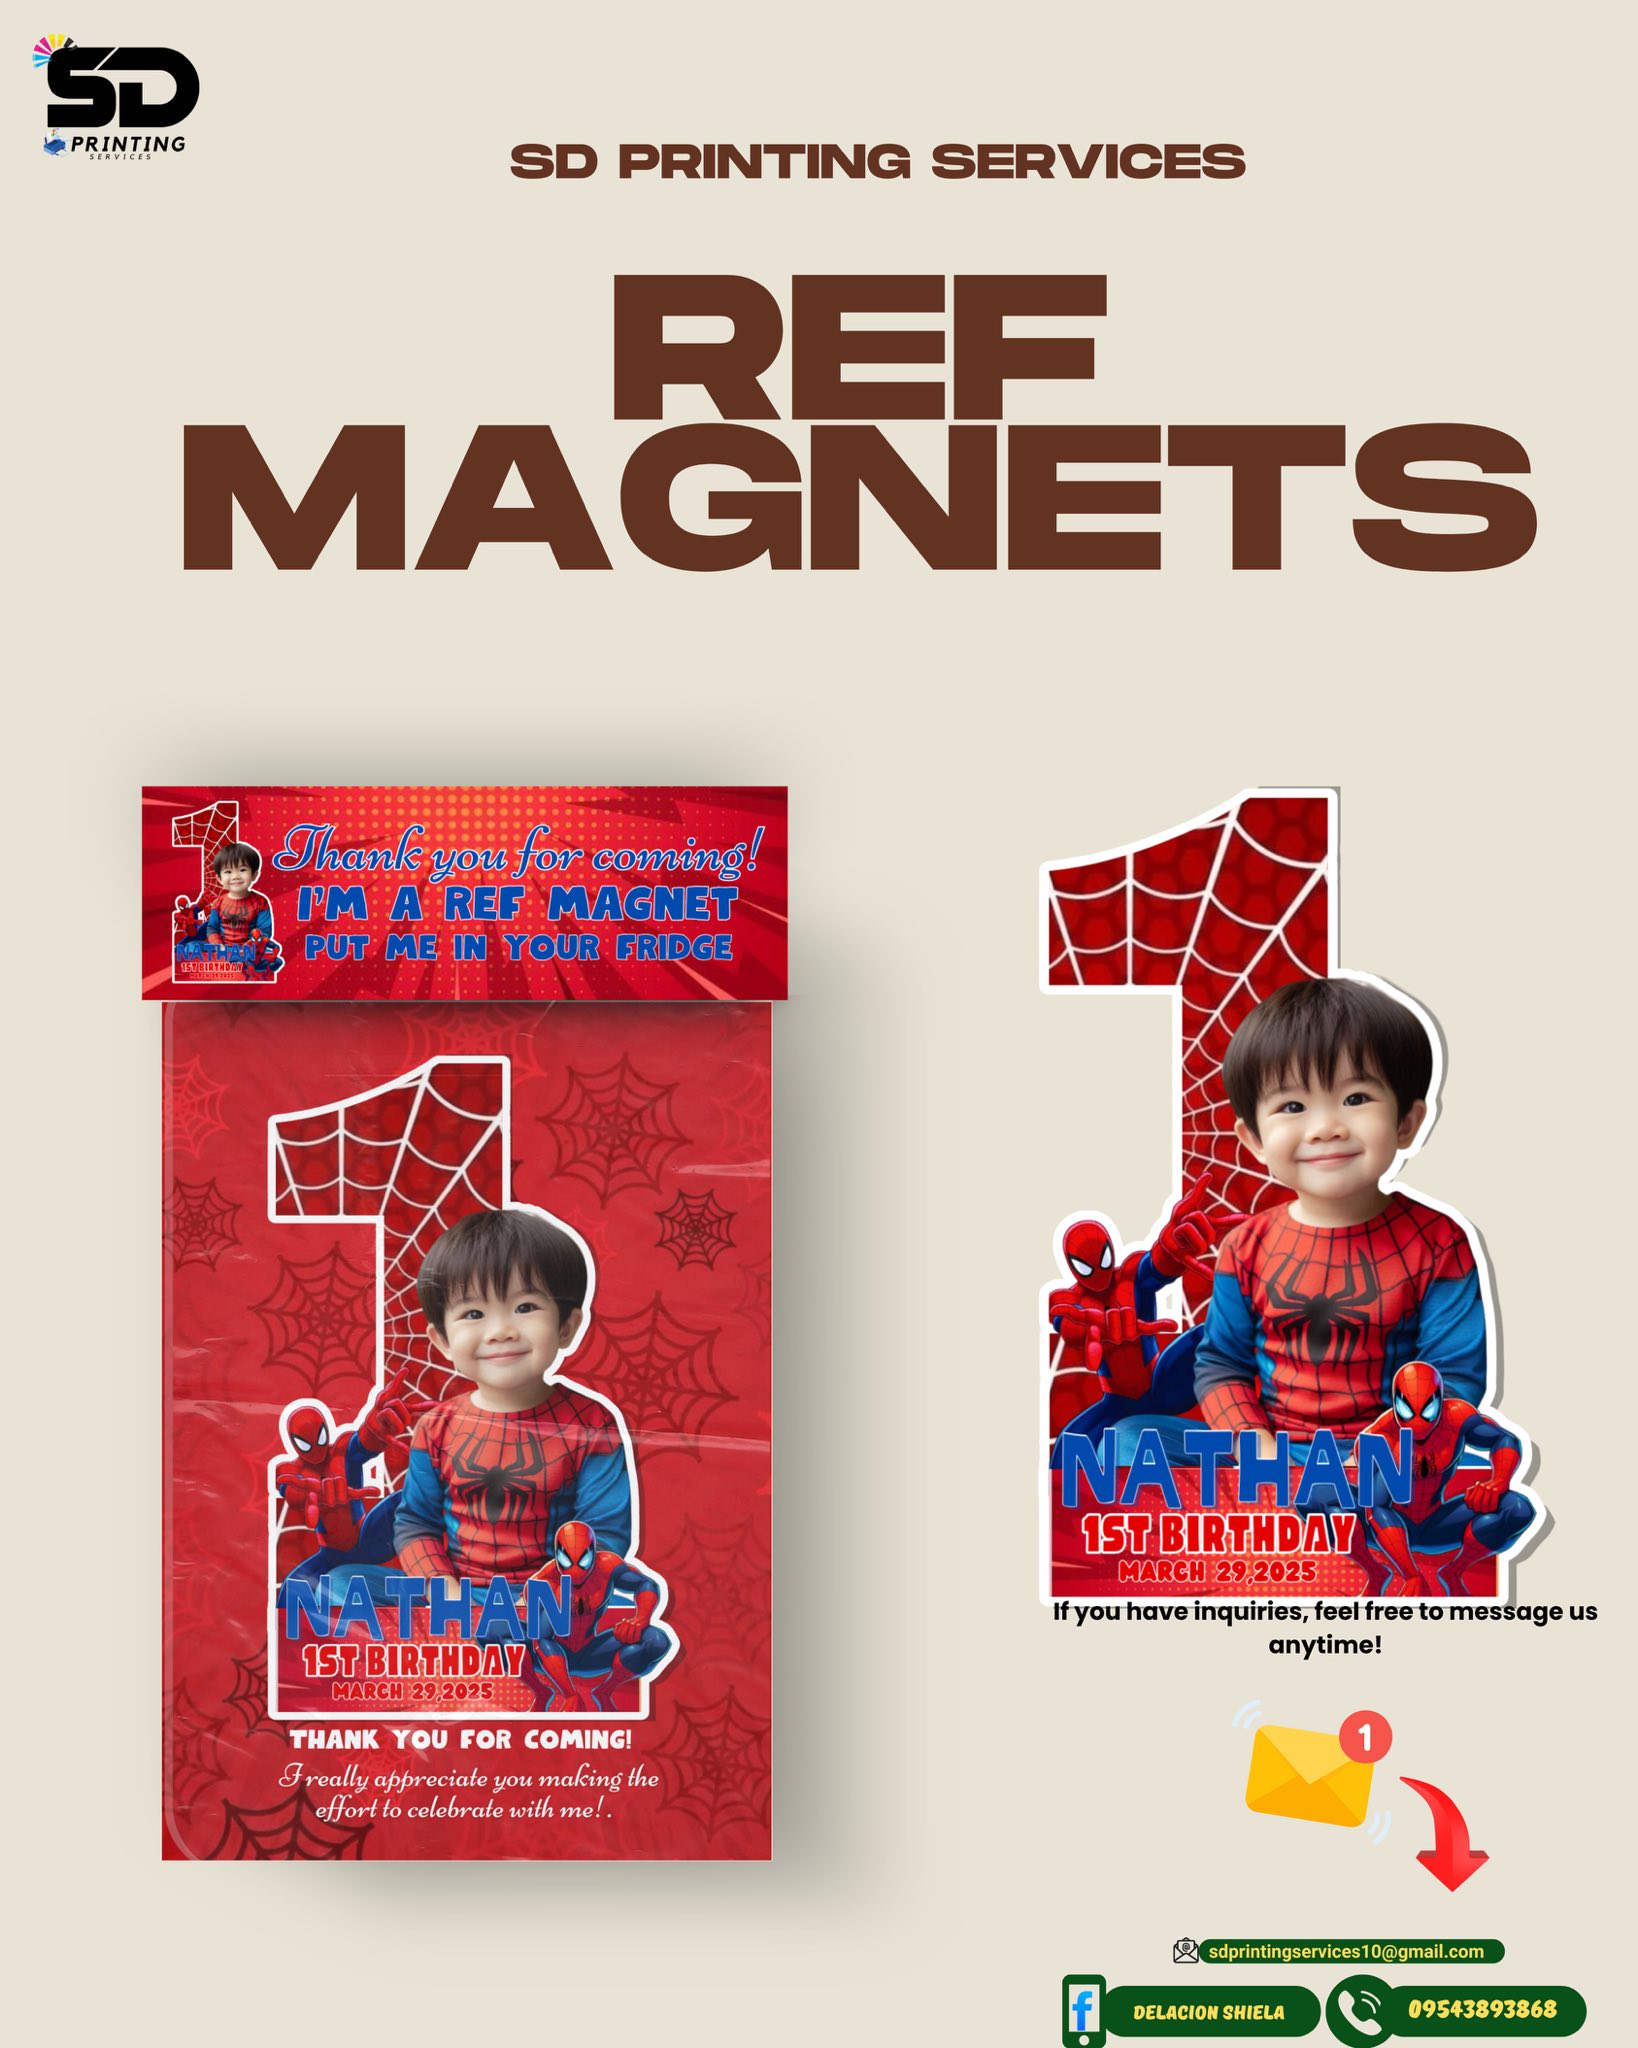 SD
PRINTING
SERVICES
SD PRINTING SERVICES
REF
MAGNETS
Thank you for coming!
I'M A REF MAGNET
PUT ME IN YOUR FRIDGE
NATHAN
1ST BIRTHDAY
MARCH 29,2025
NATHAN
1ST BIRTHDAY
MARCH 29,2025
THANK YOU FOR COMING!
I really appreciate you making the
effort to celebrate with me! .
NATHAN
1ST BIRTHDAY
MARCH 29,2025
If you have inquiries, feel free to message us
anytime!
1
sdprintingservices10@gmail.com
DELACION SHIELA
09543893868